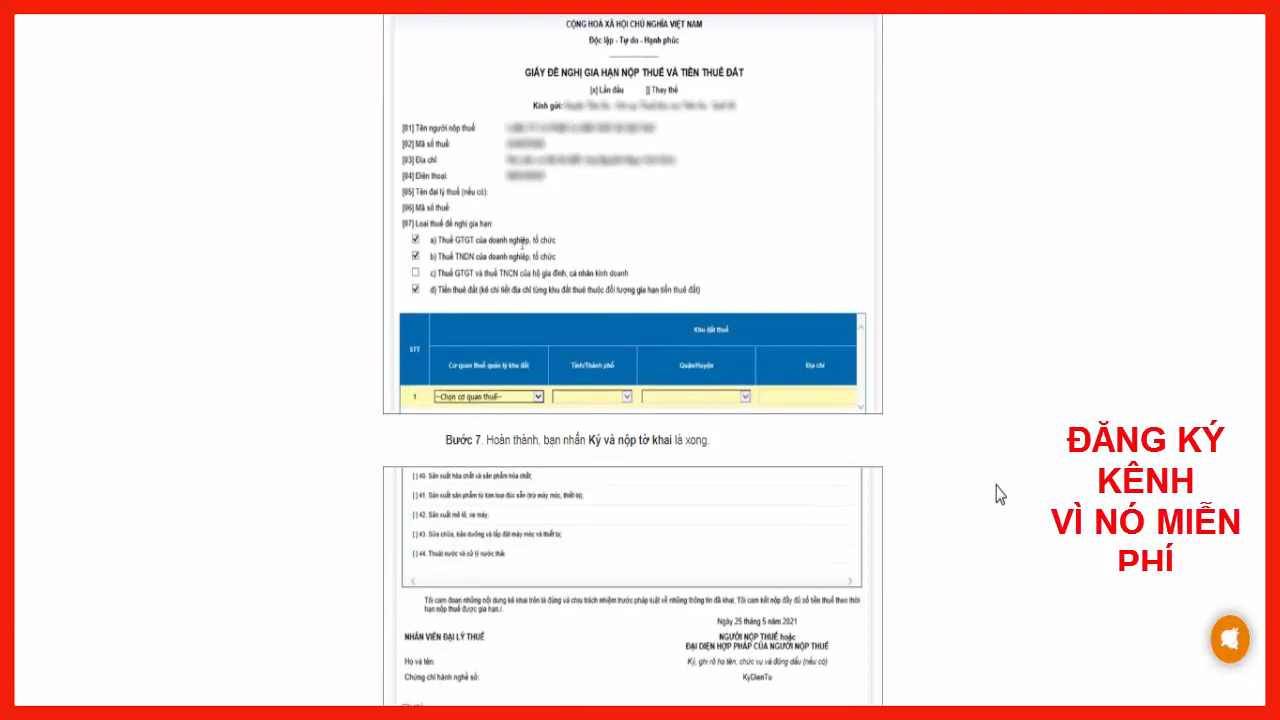 CỘNG HOÀ XÃ HỘI CHỦ NGHĨA VIỆT NAM
Độc lập - Tự do - Hạnh phúc
GIẤY ĐỀ NGHỊ GIA HẠN NỘP THUẾ VÀ TIỀN THUÊ ĐẤT
[x] Lần đầu [] Thay thế
Kính gửi:
[01] Tên người nộp thuế
[02] Mã số thuế:
[03] Địa chỉ:
[04] Điện thoại:
[05] Tên đại lý thuế (nếu có):
[06] Mã số thuế:
[07] Loại thuế đề nghị gia hạn:
a) Thuế GTGT của doanh nghiệp, tổ chức
b) Thuế TNDN của doanh nghiệp, tổ chức
c) Thuế GTGT và thuế TNCN của hộ gia đình, cá nhân kinh doanh
d) Tiền thuê đất (kê chi tiết địa chỉ từng khu đất thuê thuộc đối tượng gia hạn tiền thuê đất)
Khu đất thuê
STT
Cơ quan thuế quản lý khu đất Tỉnh/Thành phố Quận/Huyện Địa chỉ
1 --Chọn cơ quan thuế--
Bước 7. Hoàn thành, bạn nhấn Ký và nộp tờ khai là xong.
ĐĂNG KÝ
KÊNH
VÌ NÓ MIỄN
PHÍ
[ ] 40. Sản xuất hóa chất và sản phẩm hóa chất;
[ ] 41. Sản xuất sản phẩm từ kim loại đúc sẵn (trừ máy móc, thiết bị);
[ ] 42. Sản xuất mô tô, xe máy;
[ ] 43. Sửa chữa, bảo dưỡng và lắp đặt máy móc và thiết bị;
[ ] 44. Thoát nước và xử lý nước thải.
Tôi cam đoan những nội dung kê khai trên là đúng và chịu trách nhiệm trước pháp luật về những thông tin đã khai, Tôi cam kết nộp đầy đủ số tiền thuế theo thời
hạn nộp thuế được gia hạn./.
Ngày 25 tháng 5 năm 2021
NHÂN VIÊN ĐẠI LÝ THUẾ
NGƯỜI NỘP THUẾ hoặc
ĐẠI DIỆN HỢP PHÁP CỦA NGƯỜI NỘP THUẾ
Họ và tên:
Ký, ghi rõ họ tên, chức vụ và đóng dấu (nếu có)
Chứng chỉ hành nghề số:
KyDienTu